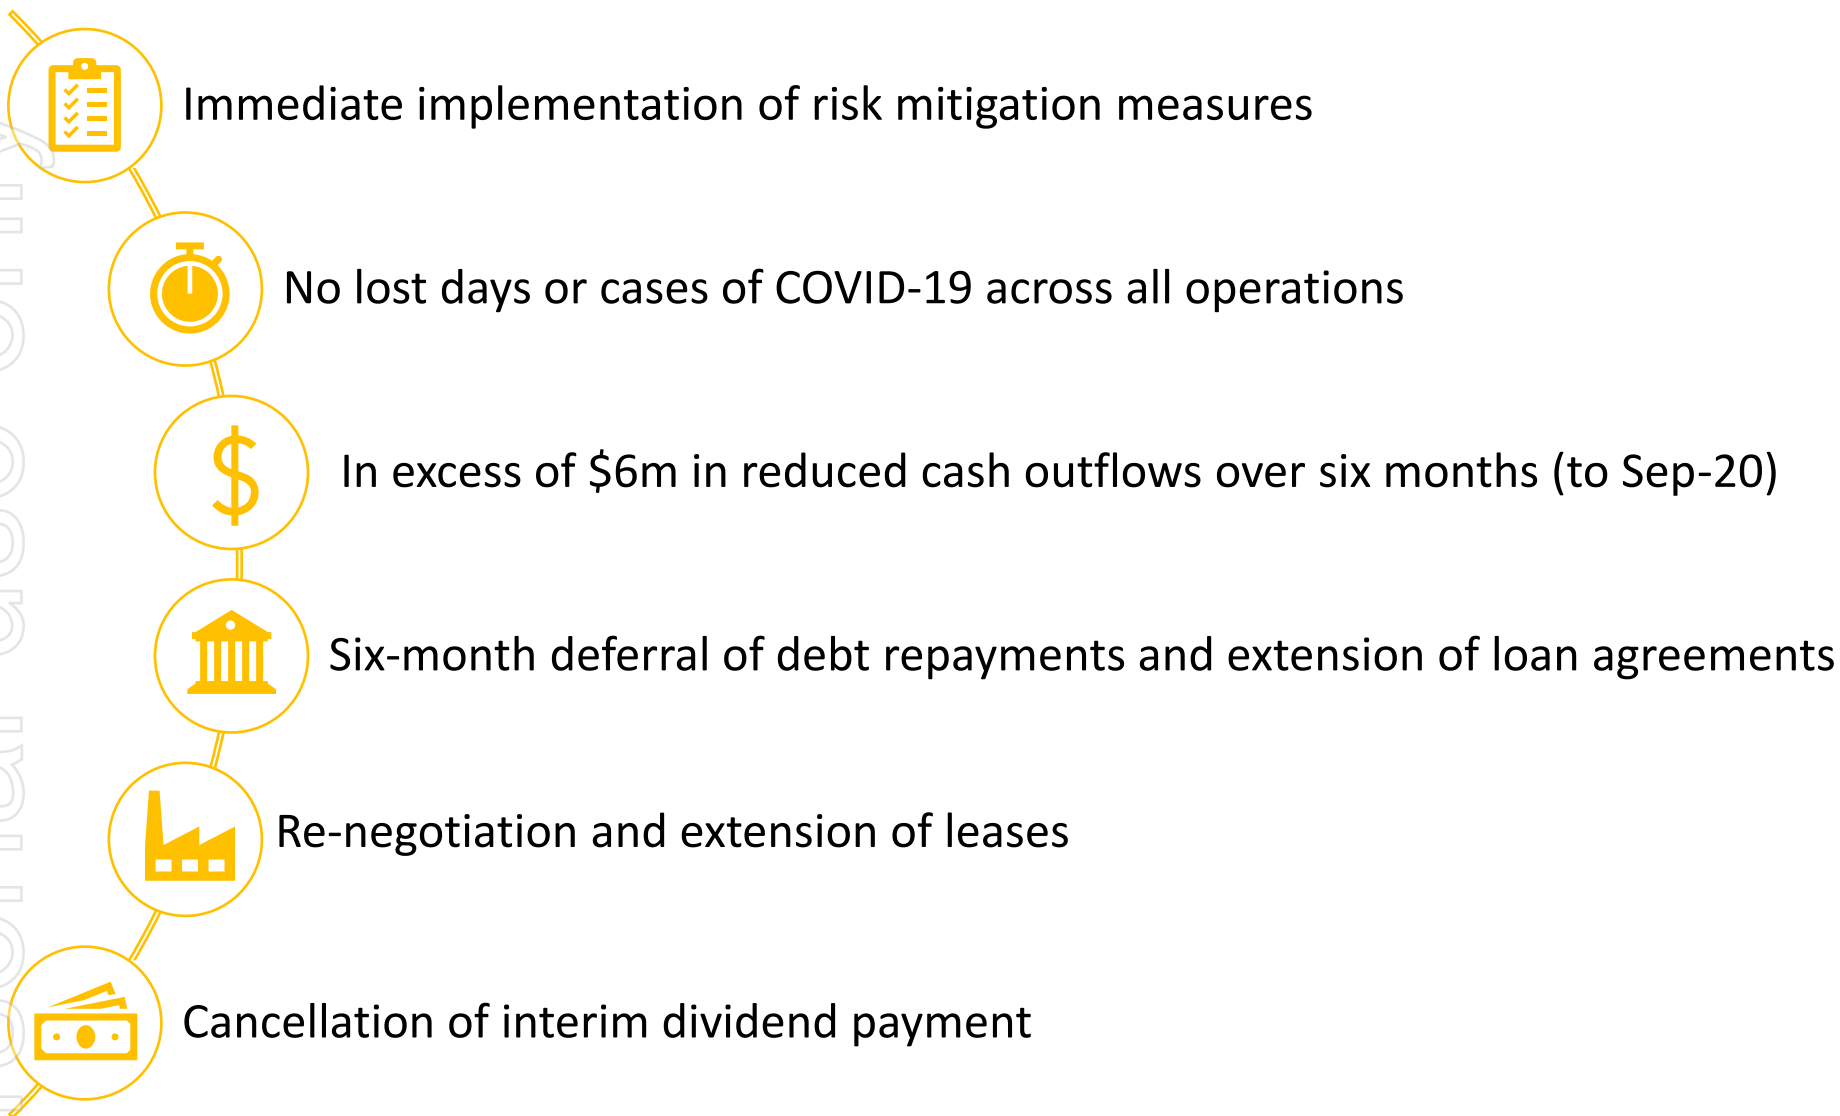 Immediate implementation of risk mitigation measures
No lost days or cases of COVID-19 across all operations
In excess of $6m in reduced cash outflows over six months (to Sep-20)
Six-month deferral of debt repayments and extension of loan agreements
Re-negotiation and extension of leases
Cancellation of interim dividend payment